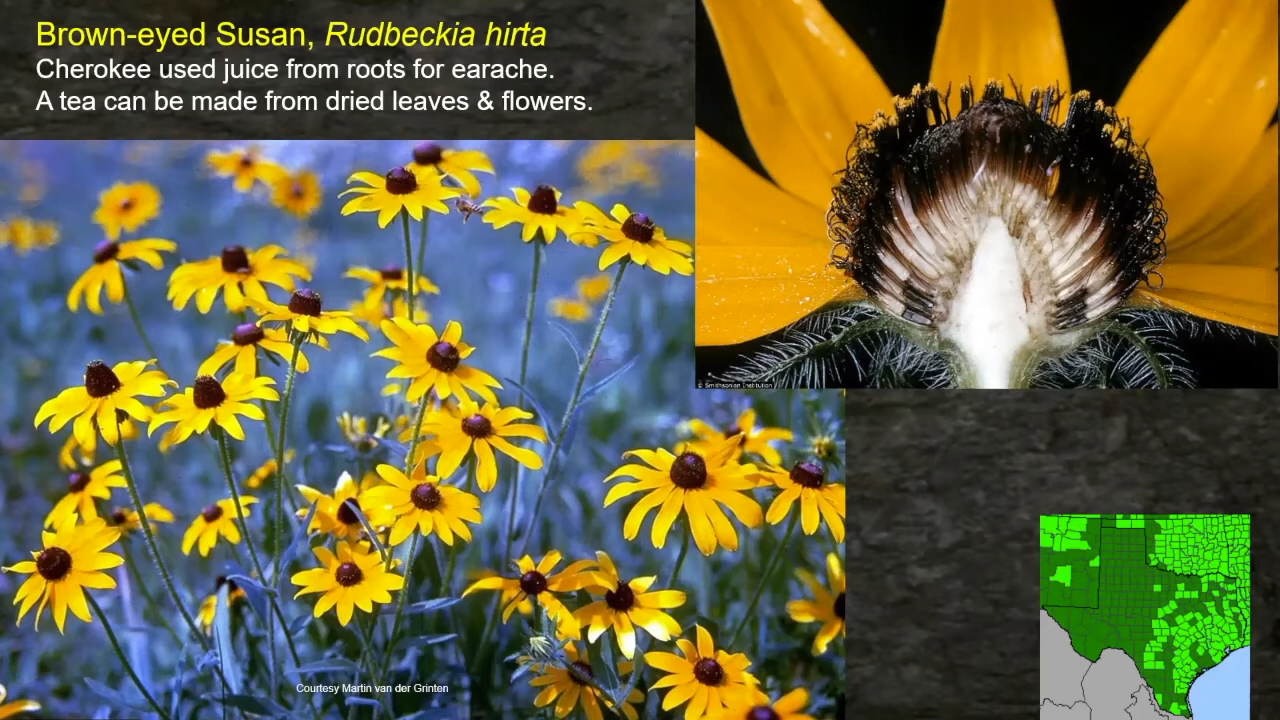 Brown-eyed Susan, Rudbeckia hirta
Cherokee used juice from roots for earache.
A tea can be made from dried leaves & flowers.
© Smithsonian Institution
Courtesy Martin van der Grinten